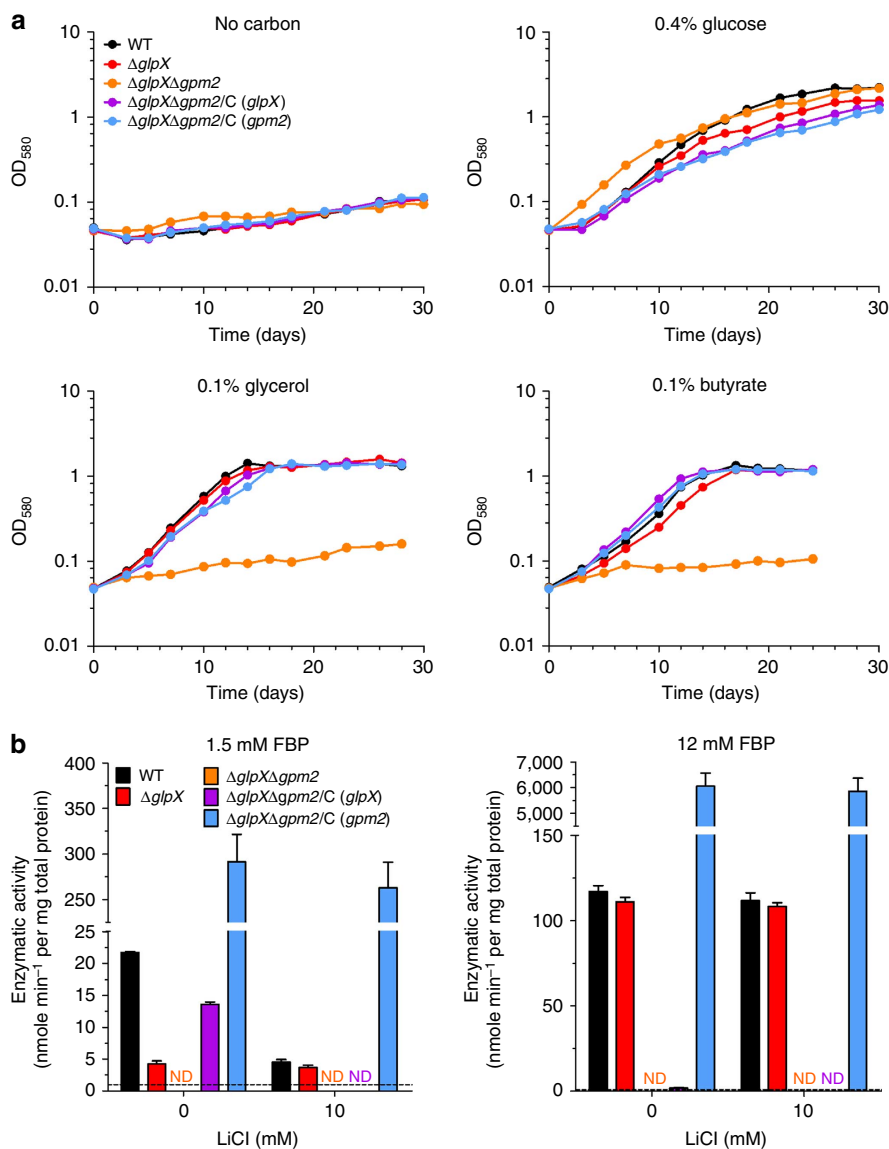 a
No carbon
WT
ΔglpX
ΔglpXΔgpm2
ΔglpXΔgpm2/C (glpX)
ΔglpXΔgpm2/C (gpm2)
10
1
0.1
0.01
OD580
0 10 20 30
Time (days)
0.4% glucose
10
1
0.1
0.01
OD580
0 10 20 30
Time (days)
0.1% glycerol
10
1
0.1
0.01
OD580
0 10 20 30
Time (days)
0.1% butyrate
10
1
0.1
0.01
OD580
0 10 20 30
Time (days)
b
1.5 mM FBP
WT
ΔglpX
ΔglpXΔgpm2
ΔglpXΔgpm2/C (glpX)
ΔglpXΔgpm2/C (gpm2)
Enzymatic activity
(nmole min⁻¹ per mg total protein)
400
350
300
250
25
20
15
10
5
0
ND ND ND
0 10
LiCl (mM)
12 mM FBP
Enzymatic activity
(nmole min⁻¹ per mg total protein)
7,000
6,000
5,000
150
100
50
0
ND ND ND
0 10
LiCl (mM)